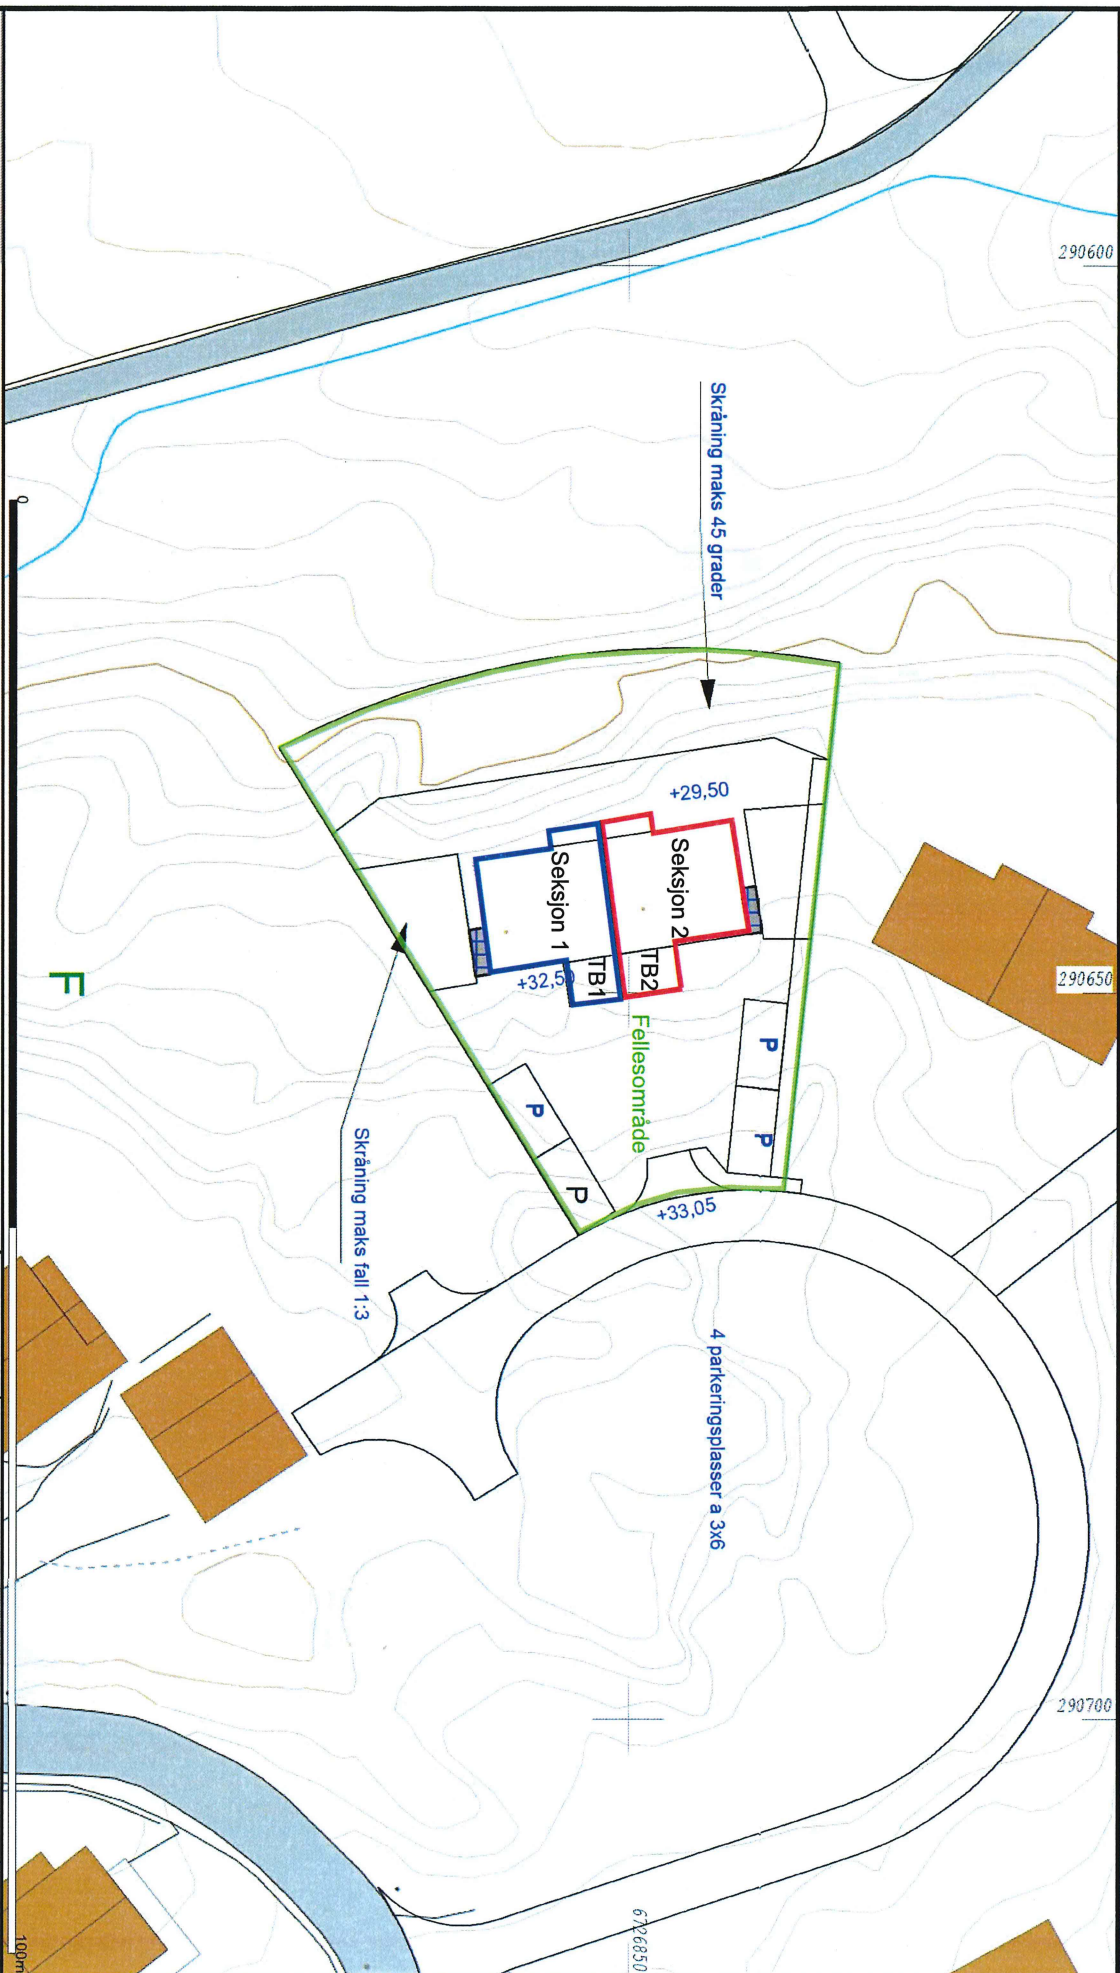 290600
Skråning maks 45 grader
0
+29,50
Seksjon 2
Seksjon 1
TB2
TB1
+32,50
290650
F
Fellesområde
P
P
P
P
+33,05
Skråning maks fall 1:3
4 parkeringsplasser a 3x6
290700
6726850
100m